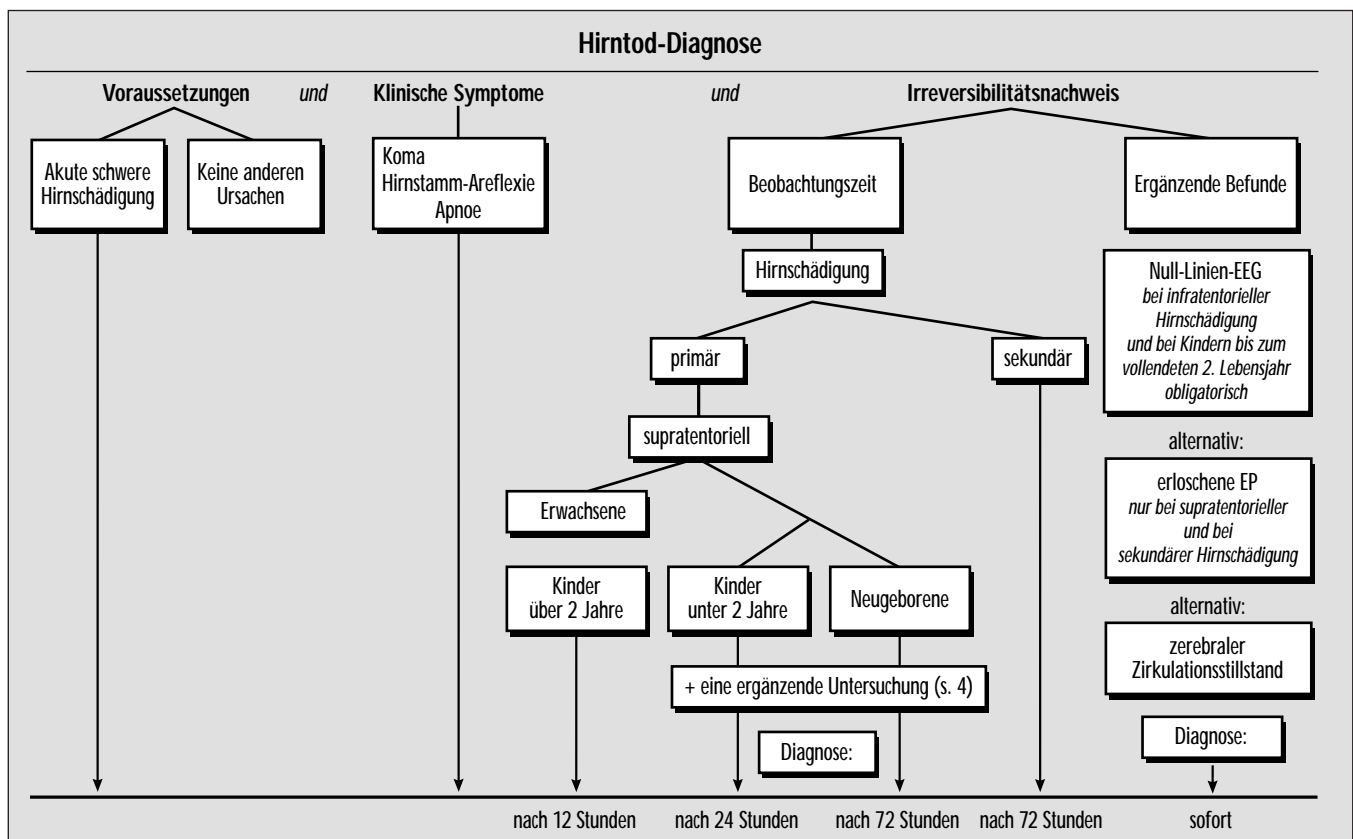 Hirntod-Diagnose
Voraussetzungen und Klinische Symptome und Irreversibilitätsnachweis
Akute schwere
Hirnschädigung
Keine anderen
Ursachen
Koma
Hirnstamm-Areflexie
Apnoe
Beobachtungszeit
Ergänzende Befunde
Hirnschädigung
primär
sekundär
supratentoriell
Erwachsene
Kinder
über 2 Jahre
Kinder
unter 2 Jahre
Neugeborene
+ eine ergänzende Untersuchung (s. 4)
Diagnose:
Null-Linien-EEG
bei infratentorieller
Hirnschädigung
und bei Kindern bis zum
vollendeten 2. Lebensjahr
obligatorisch
alternativ:
erloschene EP
nur bei supratentorieller
und bei
sekundärer Hirnschädigung
alternativ:
zerebraler
Zirkulationsstillstand
Diagnose:
nach 12 Stunden nach 24 Stunden nach 72 Stunden nach 72 Stunden sofort